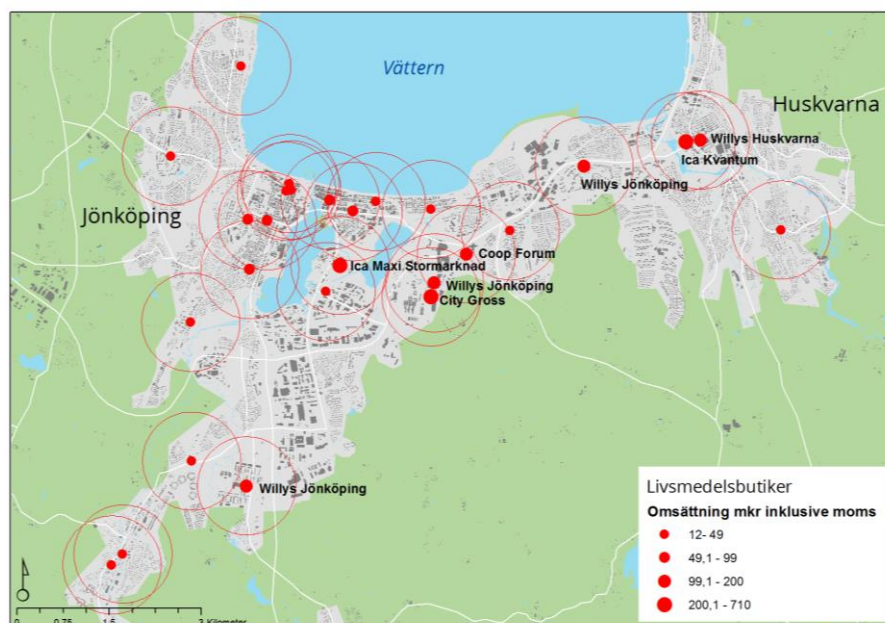 Vättern
Huskvarna
Willys Huskvarna
Ica Kvantum
Willys Jönköping
Jönköping
Coop Forum
Ica Maxi Stormarknad
Willys Jönköping
City Gross
Willys Jönköping
Livsmedelsbutiker
Omsättning mkr inklusive moms
12- 49
49,1 - 99
99,1 - 200
200,1 - 710
0 0,75 1,5 3 Kilometer